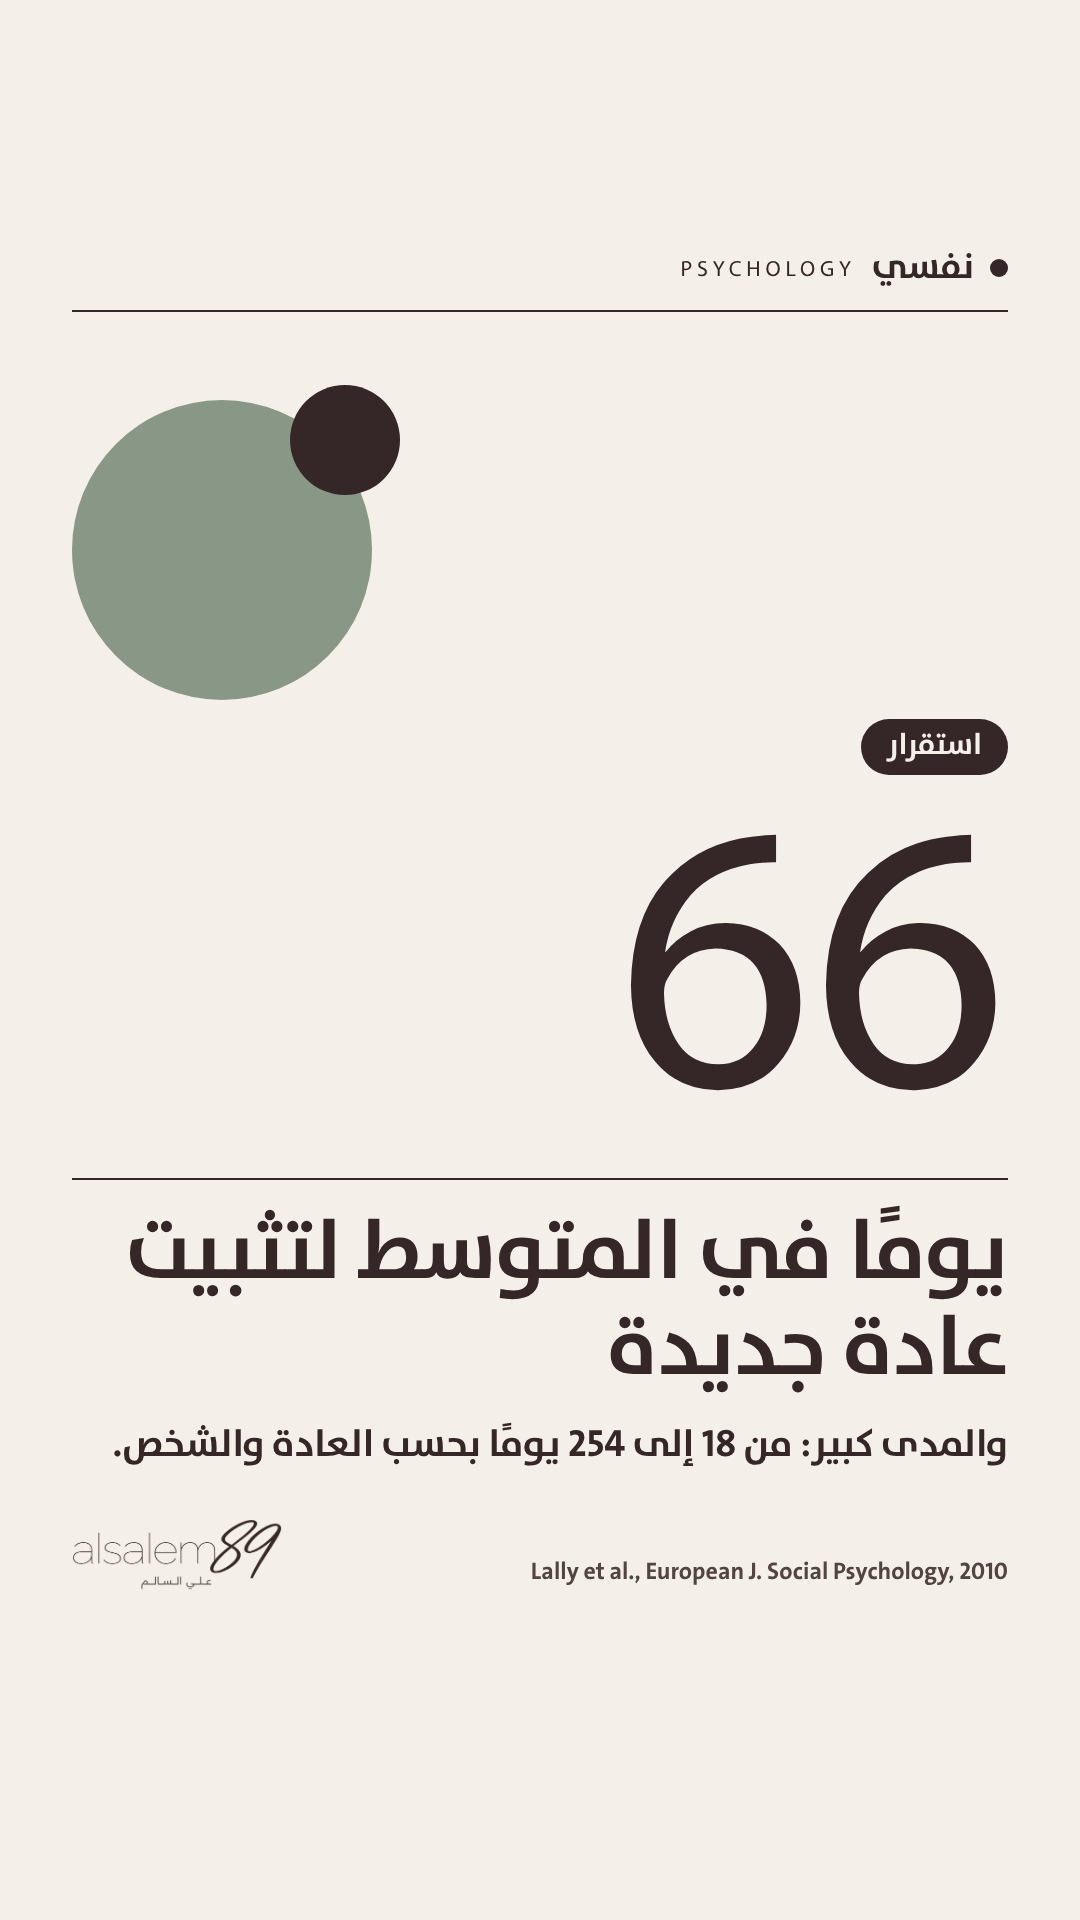 نفسي PSYCHOLOGY
استقرار
66
يومًا في المتوسط لتثبيت
عادة جديدة
والمدى كبير: من 18 إلى 254 يومًا بحسب العادة والشخص.
Lally et al., European J. Social Psychology, 2010
alsalem89
علي السالم